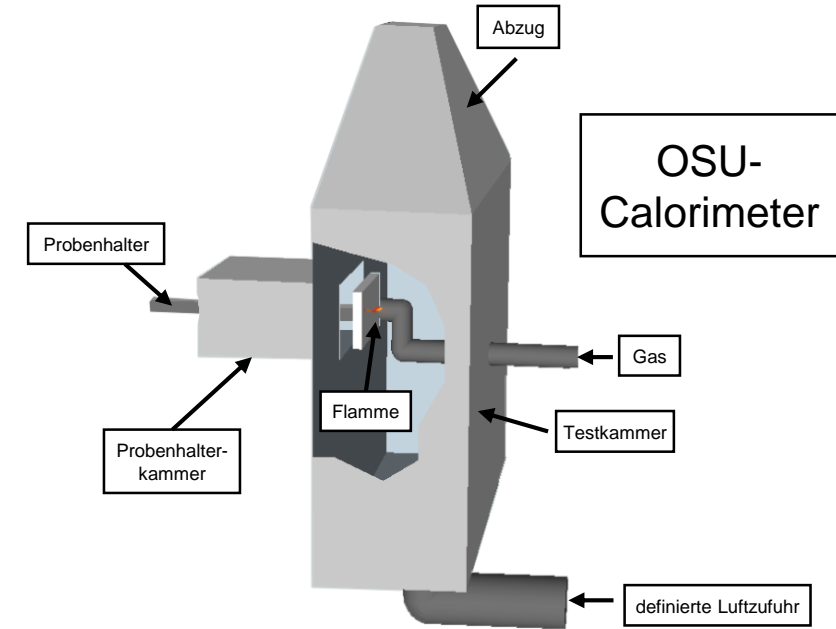 Abzug
OSU-
Calorimeter
Probenhalter
Gas
Flamme
Testkammer
Probenhalter-
kammer
definierte Luftzufuhr